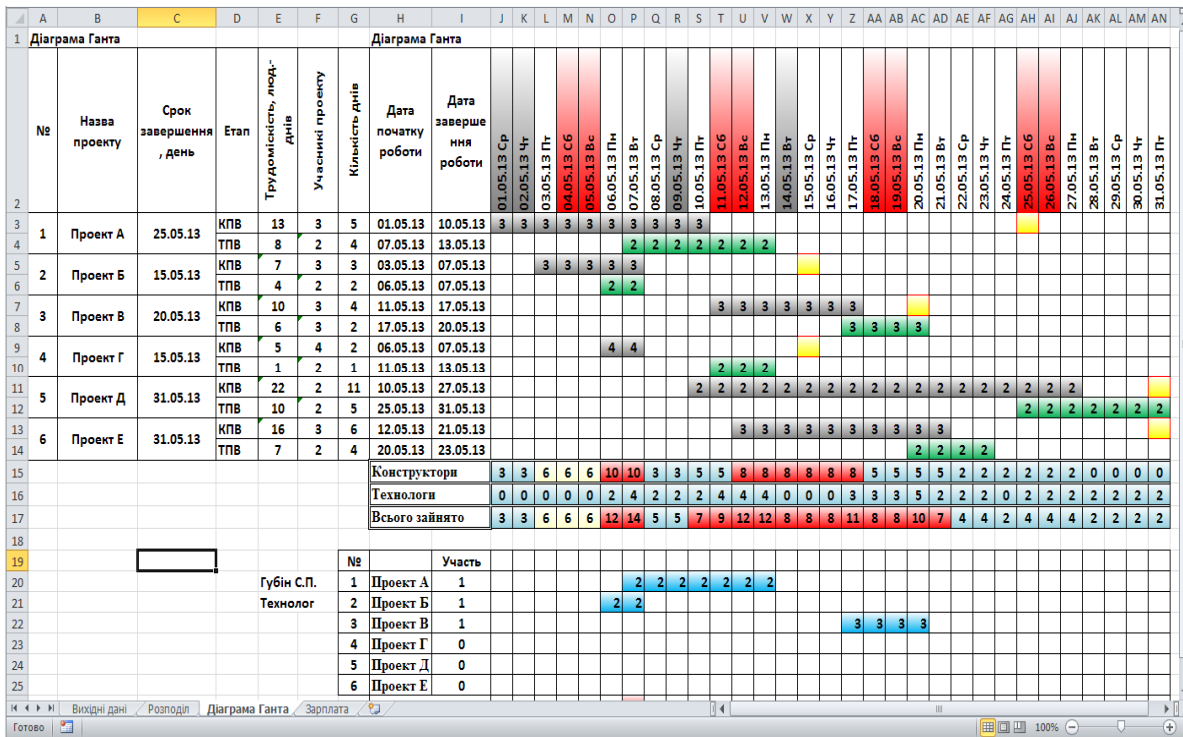 A B C D E F G H I J K L M N O P Q R S T U V W X Y Z AA AB AC AD AE AF AG AH AI AJ AK AL AM AN
1 Діаграма Ганта Діаграма Ганта
2 № Назва проекту Срок завершення , день Етап Трудомісткість, люд.-днів Учасникі проекту Кількість днів Дата початку роботи Дата заверше ння роботи 01.05.13 Ср 02.05.13 Чт 03.05.13 Пт 04.05.13 Сб 05.05.13 Вс 06.05.13 Пн 07.05.13 Вт 08.05.13 Ср 09.05.13 Чт 10.05.13 Пт 11.05.13 Сб 12.05.13 Вс 13.05.13 Пн 14.05.13 Вт 15.05.13 Ср 16.05.13 Чт 17.05.13 Пт 18.05.13 Сб 19.05.13 Вс 20.05.13 Пн 21.05.13 Вт 22.05.13 Ср 23.05.13 Чт 24.05.13 Пт 25.05.13 Сб 26.05.13 Вс 27.05.13 Пн 28.05.13 Вт 29.05.13 Ср 30.05.13 Чт 31.05.13 Пт
3 1 Проект А 25.05.13 КПВ 13 3 5 01.05.13 10.05.13 3 3 3 3 3 3 3 3 3 3
4 ТПВ 8 2 4 07.05.13 13.05.13 2 2 2 2 2 2 2
5 2 Проект Б 15.05.13 КПВ 7 3 3 03.05.13 07.05.13 3 3 3 3 3
6 ТПВ 4 2 2 06.05.13 07.05.13 2 2
7 3 Проект В 20.05.13 КПВ 10 3 4 11.05.13 17.05.13 3 3 3 3 3 3 3
8 ТПВ 6 3 2 17.05.13 20.05.13 3 3 3 3
9 4 Проект Г 15.05.13 КПВ 5 4 2 06.05.13 07.05.13 4 4
10 ТПВ 1 2 1 11.05.13 13.05.13 2 2 2
11 5 Проект Д 31.05.13 КПВ 22 2 11 10.05.13 27.05.13 2 2 2 2 2 2 2 2 2 2 2 2 2 2 2 2 2 2
12 ТПВ 10 2 5 25.05.13 31.05.13 2 2 2 2 2 2 2
13 6 Проект Е 31.05.13 КПВ 16 3 6 12.05.13 21.05.13 3 3 3 3 3 3 3 3 3 3
14 ТПВ 7 2 4 20.05.13 23.05.13 2 2 2 2
15 Конструктори 3 3 6 6 6 10 10 3 3 5 5 8 8 8 8 8 8 5 5 5 5 2 2 2 2 2 2 0 0 0 0
16 Технологи 0 0 0 0 0 2 4 2 2 2 4 4 4 0 0 0 3 3 3 5 2 2 2 0 2 2 2 2 2 2 2
17 Всього зайнято 3 3 6 6 6 12 14 5 5 7 9 12 12 8 8 8 11 8 8 10 7 4 4 2 4 4 4 2 2 2 2
18
19 № Участь
20 Губін С.П. 1 Проект А 1 2 2 2 2 2 2 2
21 Технолог 2 Проект Б 1 2 2
22 3 Проект В 1 3 3 3 3
23 4 Проект Г 0
24 5 Проект Д 0
25 6 Проект Е 0
Вихідні дані Розподіл Діаграма Ганта Зарплата
Готово 100%